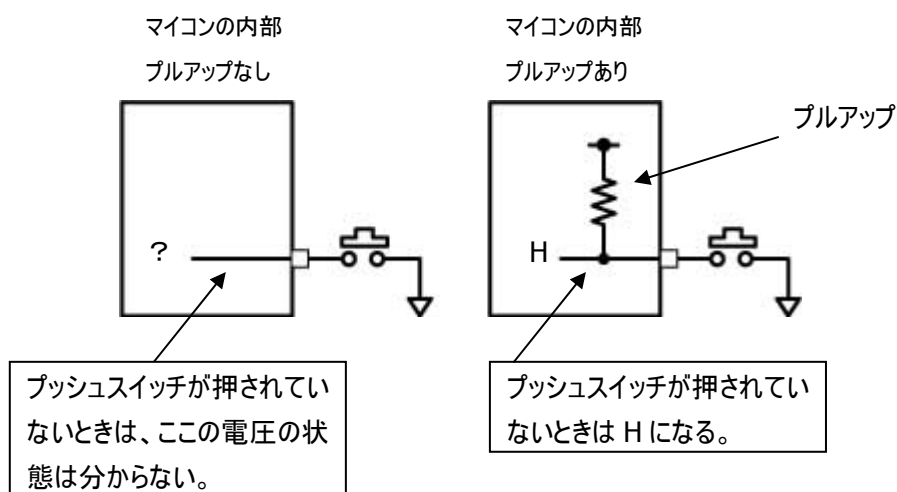 マイコンの内部
プルアップなし
マイコンの内部
プルアップあり
プルアップ
?
H
プッシュスイッチが押されてい
ないときは、ここの電圧の状
態は分からない。
プッシュスイッチが押されてい
ないときは H になる。